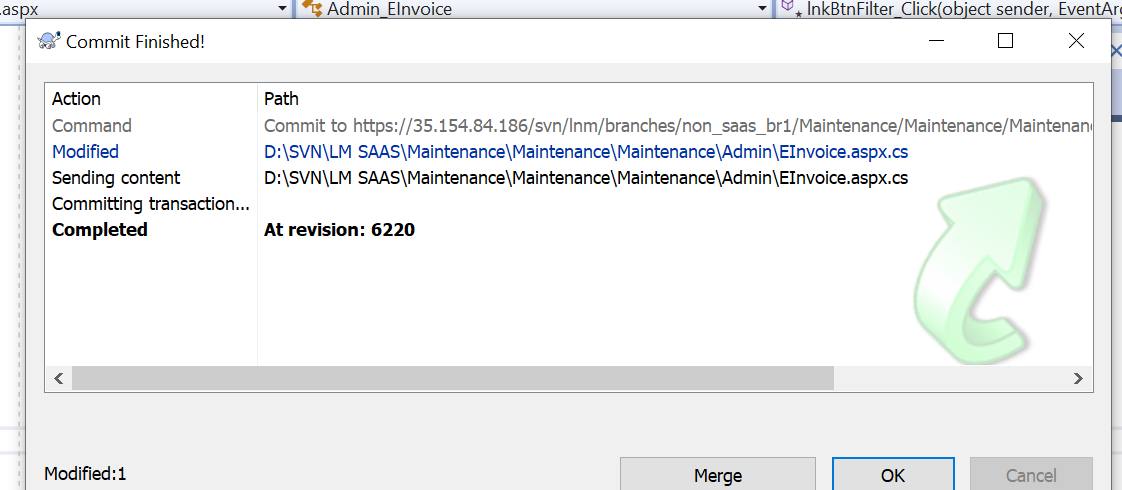 .aspx
Admin_EInvoice
lnkBtnFilter_Click(object sender, EventArg
Commit Finished!
Action Path
Command Commit to https://35.154.84.186/svn/lnm/branches/non_saas_br1/Maintenance/Maintenance/Maintenan
Modified D:\SVN\LM SAAS\Maintenance\Maintenance\Maintenance\Admin\EInvoice.aspx.cs
Sending content D:\SVN\LM SAAS\Maintenance\Maintenance\Maintenance\Admin\EInvoice.aspx.cs
Committing transaction...
Completed At revision: 6220
Modified:1
Merge
OK
Cancel